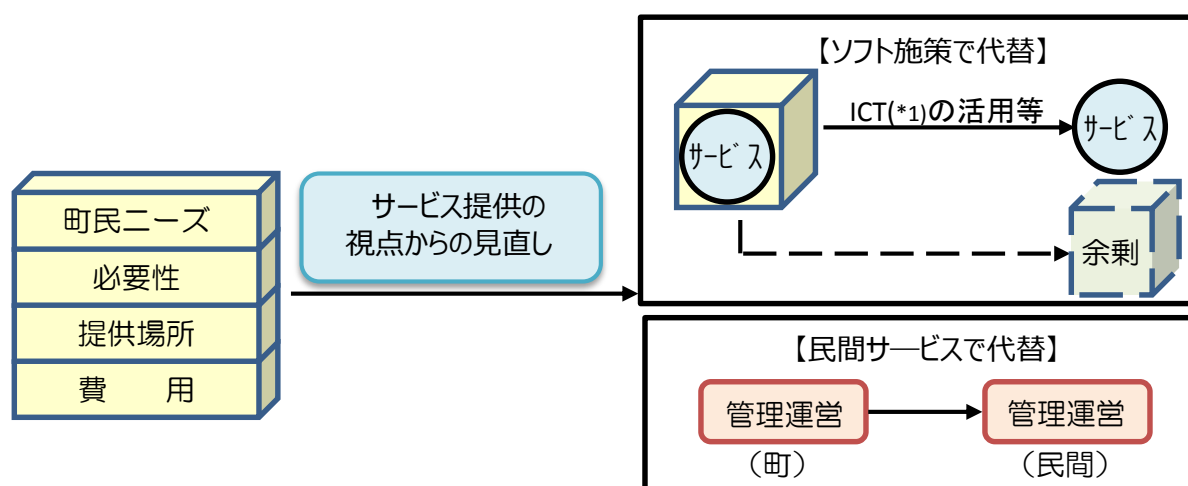 町民ニーズ
必要性
提供場所
費　　用
サービス提供の
視点からの見直し
【ソフト施策で代替】
サービス
ICT(*1)の活用等
サービス
余剰
【民間サービスで代替】
管理運営
（町）
管理運営
（民間）